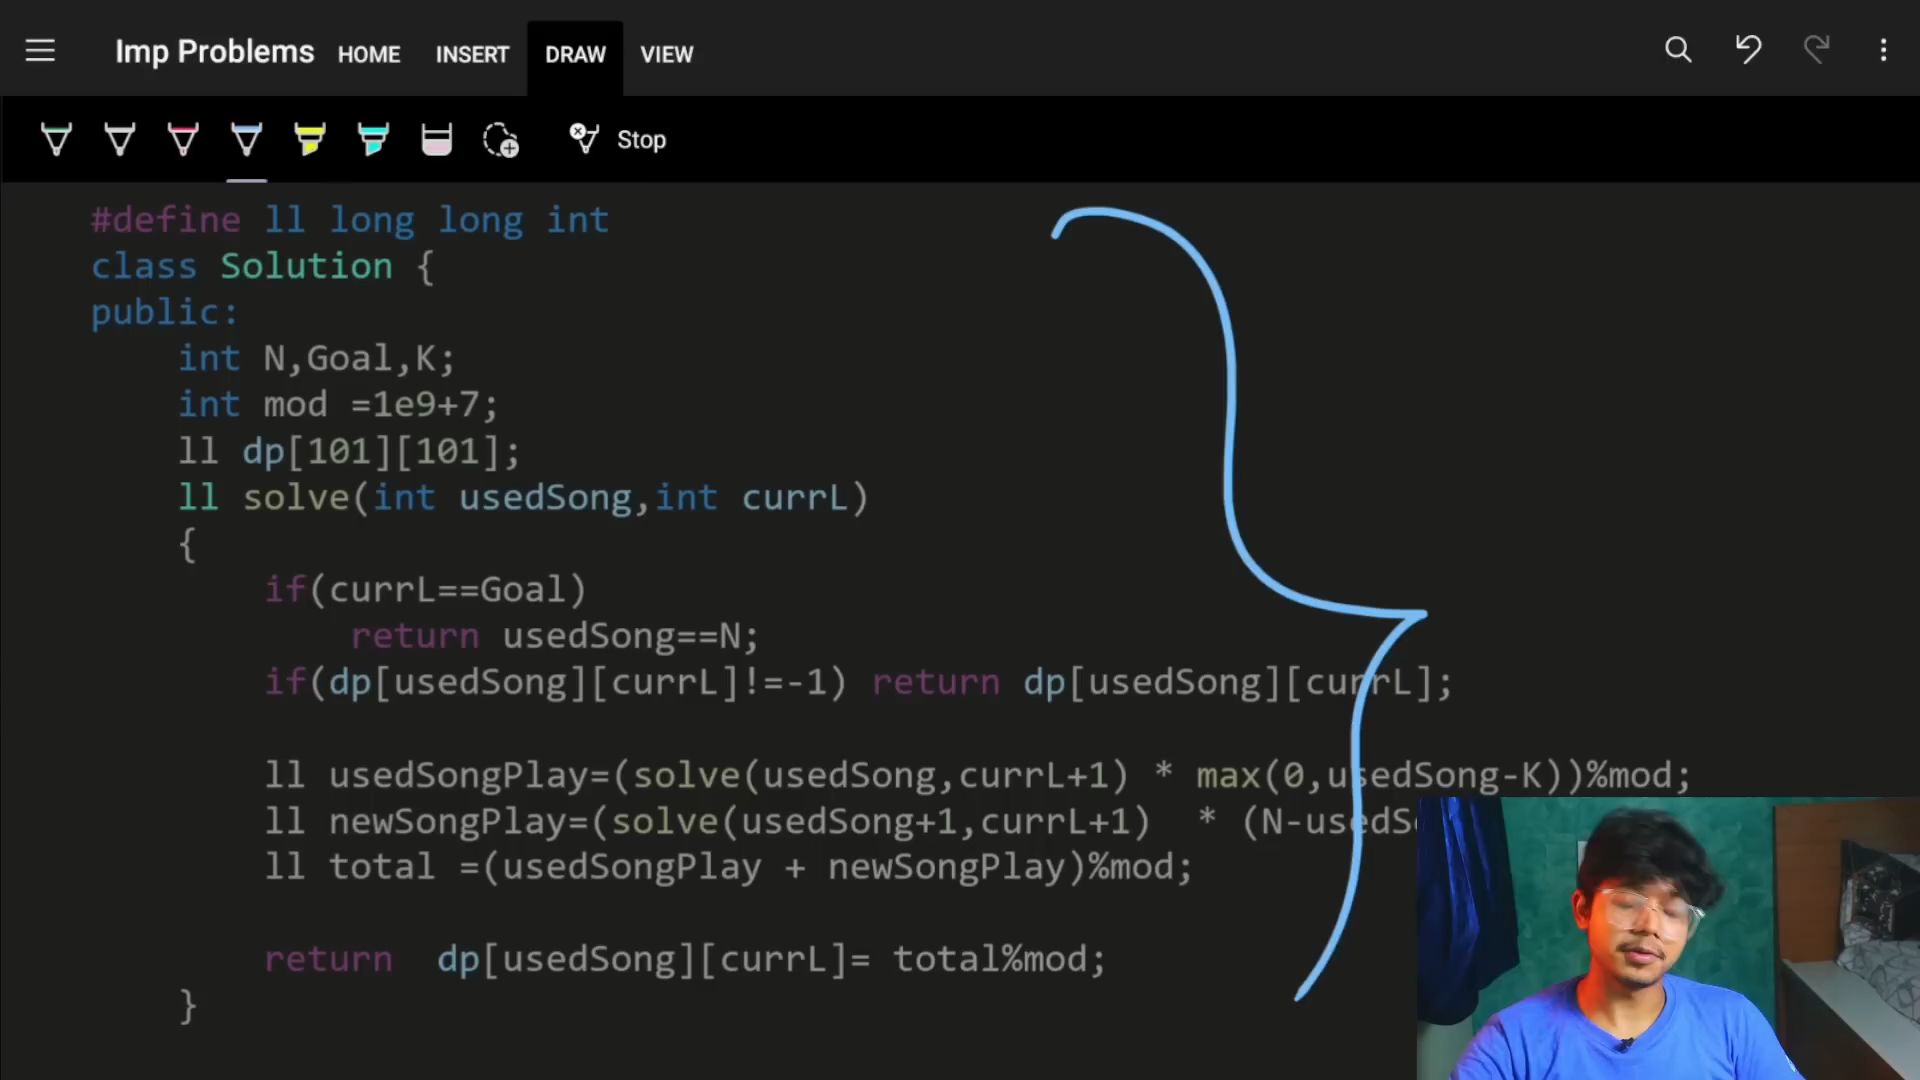 Imp Problems HOME INSERT DRAW VIEW
Stop
#define ll long long int
class Solution {
public:
int N,Goal,K;
int mod =1e9+7;
ll dp[101][101];
ll solve(int usedSong,int currL)
{
if(currL==Goal)
return usedSong==N;
if(dp[usedSong][currL]!=-1) return dp[usedSong][currL];
ll usedSongPlay=(solve(usedSong,currL+1) * max(0,usedSong-K))%mod;
ll newSongPlay=(solve(usedSong+1,currL+1) * (N-usedS
ll total =(usedSongPlay + newSongPlay)%mod;
return dp[usedSong][currL]= total%mod;
}